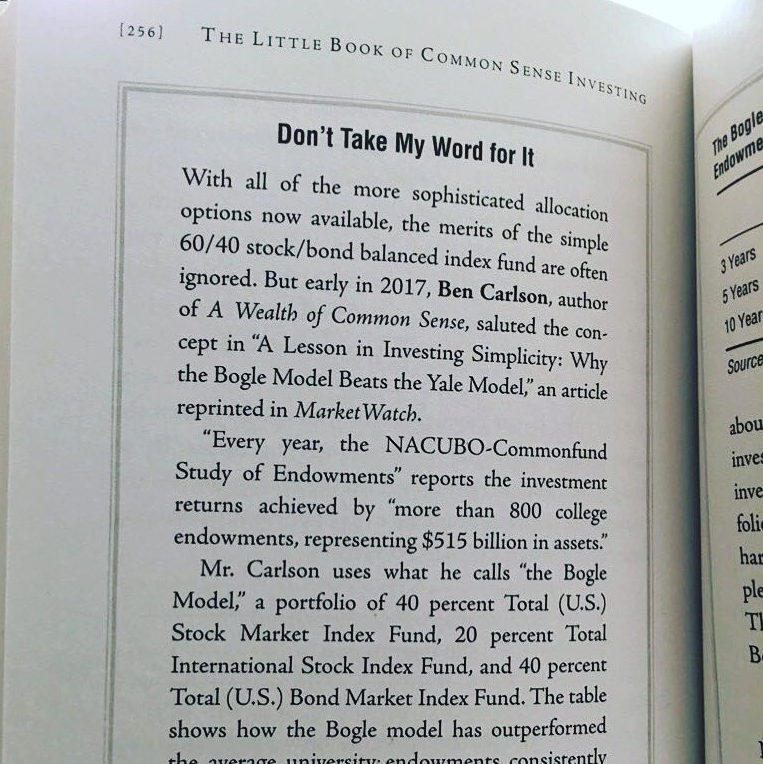 [256] THE LITTLE BOOK OF COMMON SENSE INVESTING
Don't Take My Word for It
With all of the more sophisticated allocation
options now available, the merits of the simple
60/40 stock/bond balanced index fund are often
ignored. But early in 2017, Ben Carlson, author
of A Wealth of Common Sense, saluted the con-
cept in “A Lesson in Investing Simplicity: Why
the Bogle Model Beats the Yale Model,” an article
reprinted in MarketWatch.
“Every year, the NACUBO-Commonfund
Study of Endowments” reports the investment
returns achieved by “more than 800 college
endowments, representing $515 billion in assets.”
Mr. Carlson uses what he calls “the Bogle
Model,” a portfolio of 40 percent Total (U.S.)
Stock Market Index Fund, 20 percent Total
International Stock Index Fund, and 40 percent
Total (U.S.) Bond Market Index Fund. The table
shows how the Bogle model has outperformed
the average university endowments consistently
The Bogle
Endowme
3 Years
5 Years
10 Year
Source
abou
inves
inve
foli
har
ple
Th
B